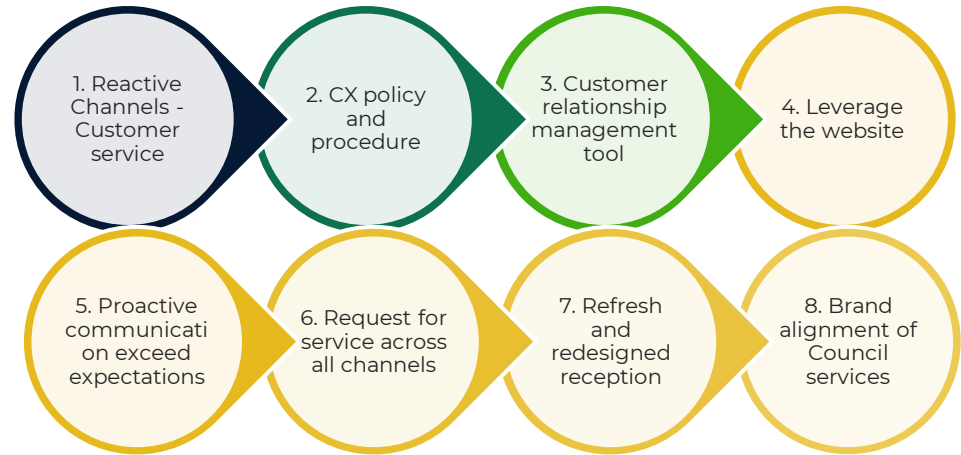 1. Reactive
Channels -
Customer
service
2. CX policy
and
procedure
3. Customer
relationship
management
tool
4. Leverage
the website
5. Proactive
communicati
on exceed
expectations
6. Request for
service across
all channels
7. Refresh
and
redesigned
reception
8. Brand
alignment of
Council
services